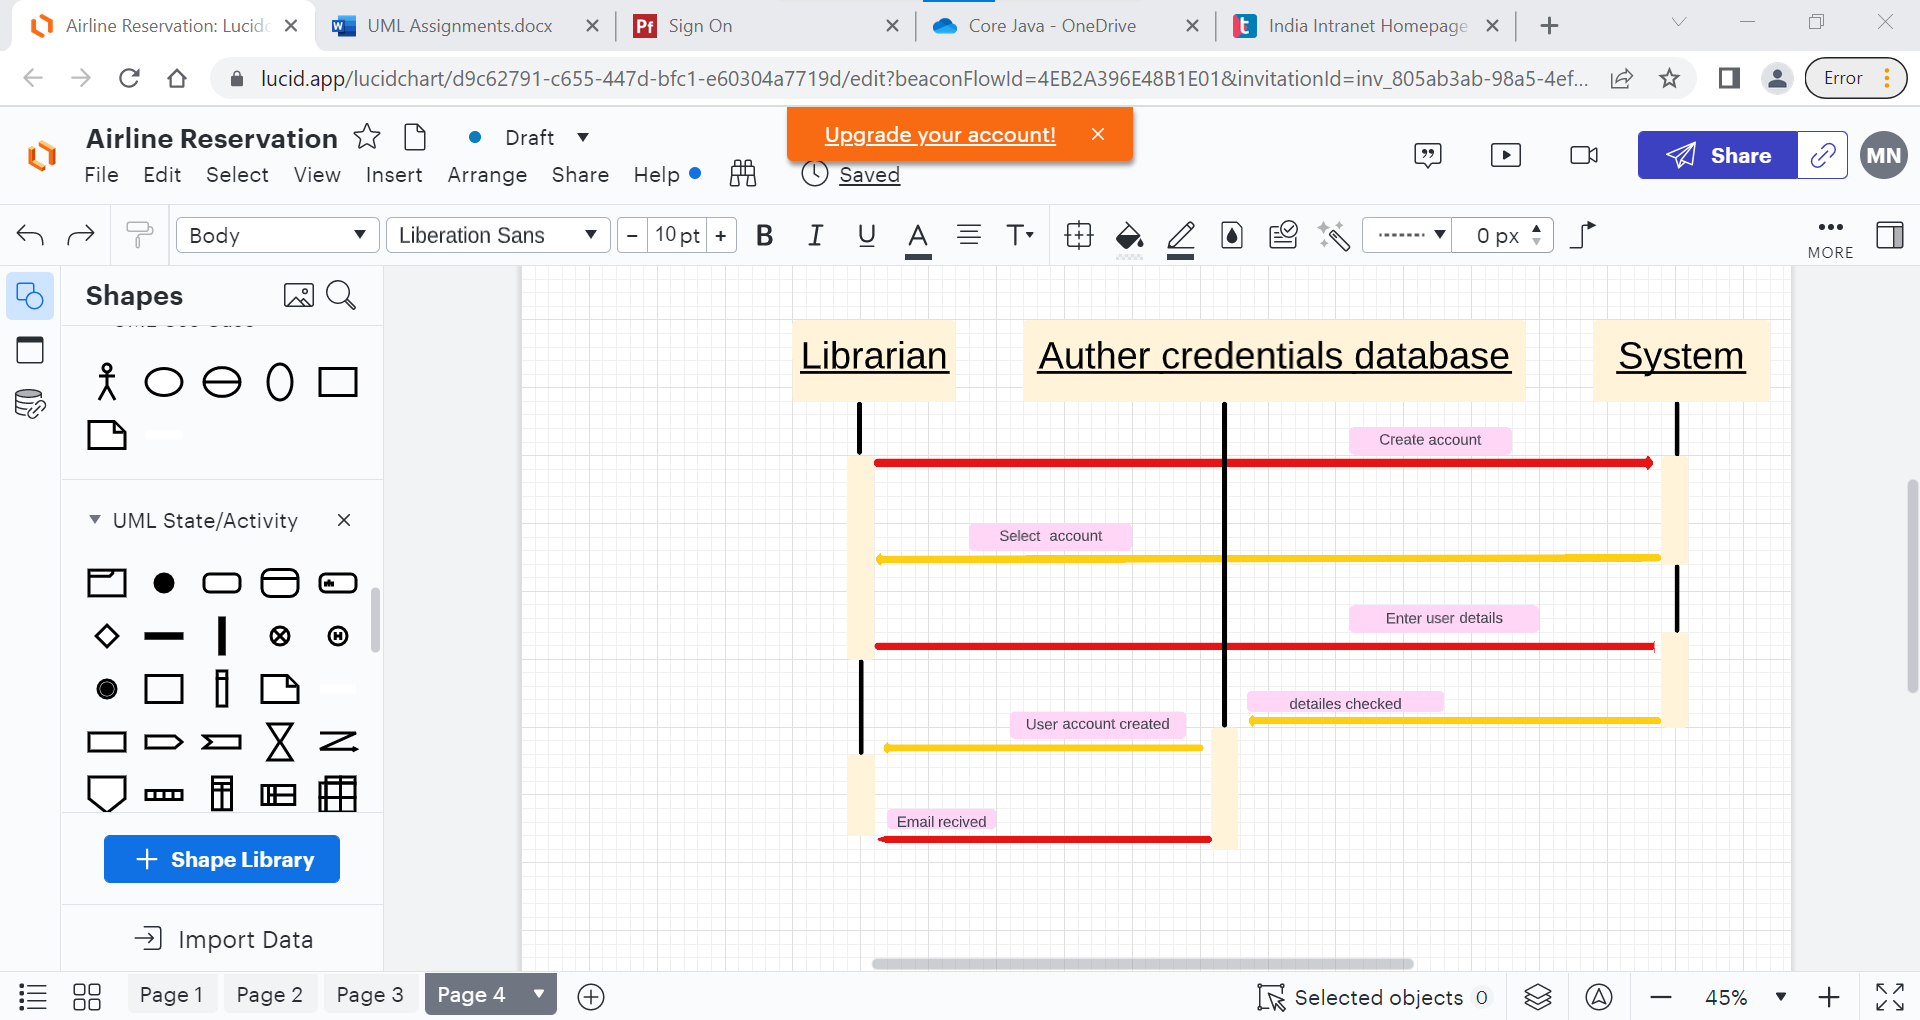 Airline Reservation: Lucidc
UML Assignments.docx
Pf Sign On
Core Java - OneDrive
India Intranet Homepage
lucid.app/lucidchart/d9c62791-c655-447d-bfc1-e60304a7719d/edit?beaconFlowId=4EB2A396E48B1E01&invitationId=inv_805ab3ab-98a5-4ef...
Error
Airline Reservation
Draft
Upgrade your account!
File Edit Select View Insert Arrange Share Help
Saved
Share
MN
Body
Liberation Sans
- 10 pt +
B I U A T
0 px
MORE
Shapes
UML State/Activity
Shape Library
Import Data
Librarian
Auther credentials database
System
Create account
Select account
Enter user details
detailes checked
User account created
Email recived
Page 1
Page 2
Page 3
Page 4
Selected objects 0
45%